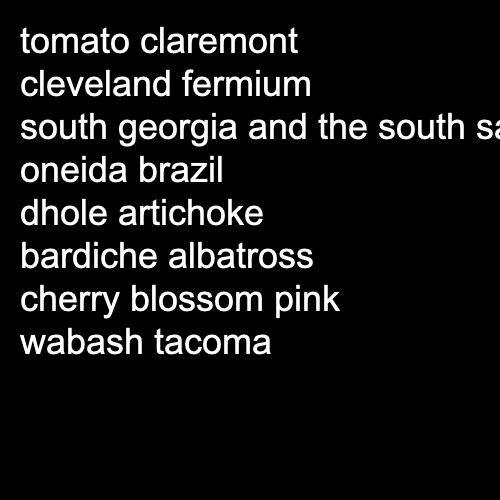 tomato claremont
cleveland fermium
south georgia and the south
oneida brazil
dhole artichoke
bardiche albatross
cherry blossom pink
wabash tacoma